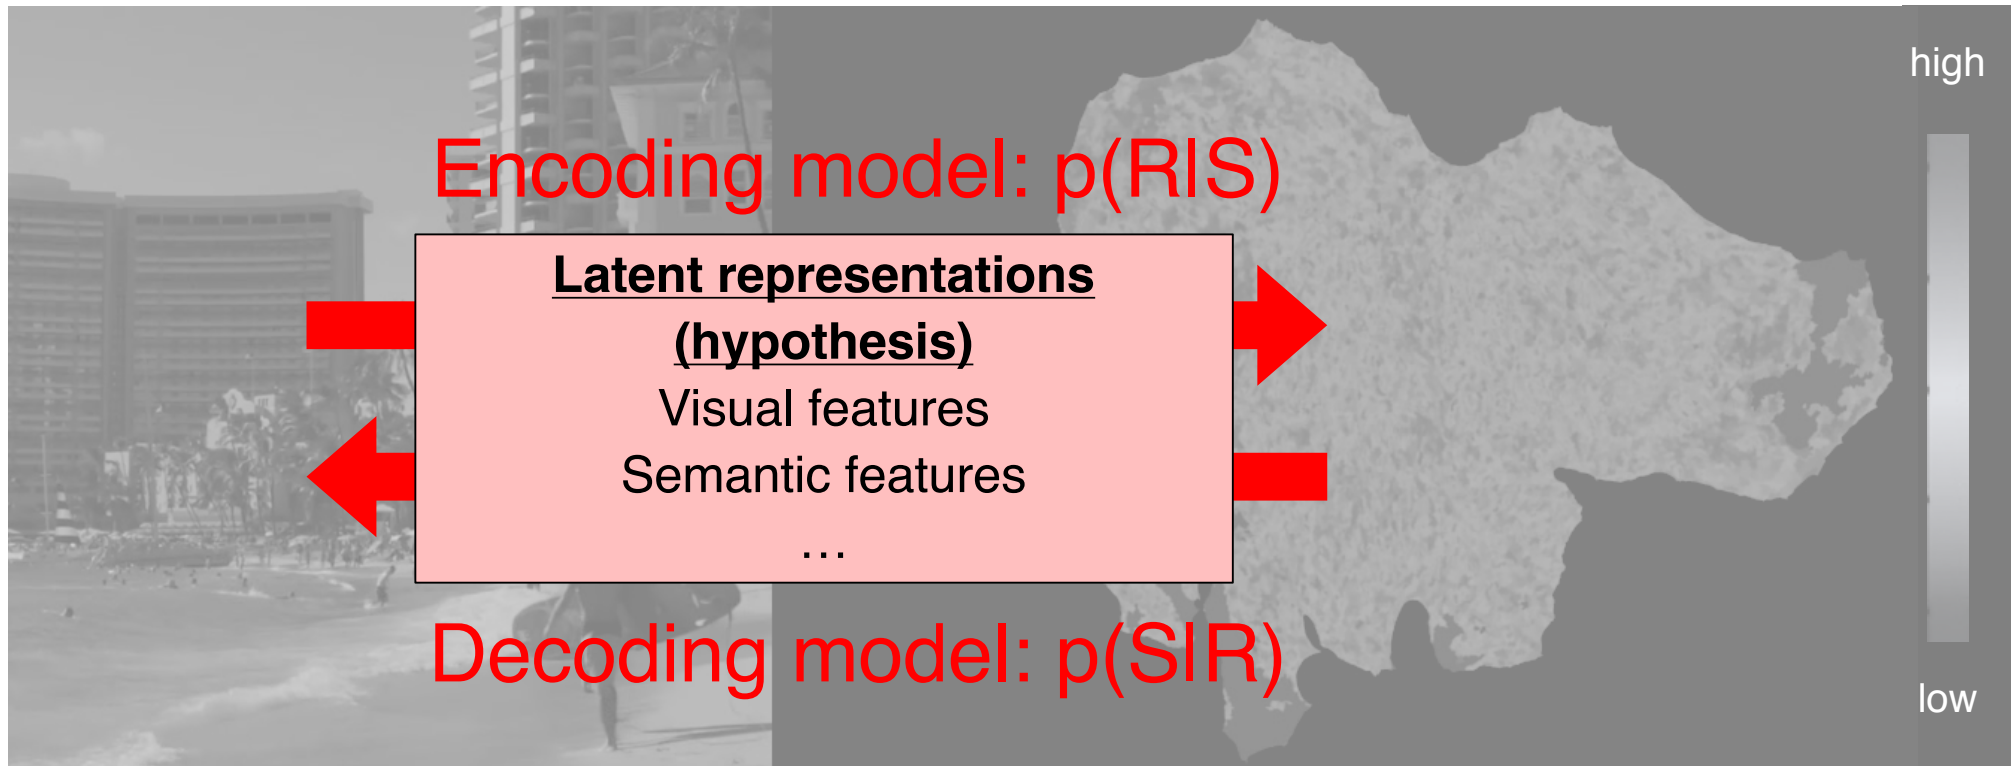 high
Encoding model: p(R|S)
Latent representations
(hypothesis)
Visual features
Semantic features
…
Decoding model: p(S|R)
low